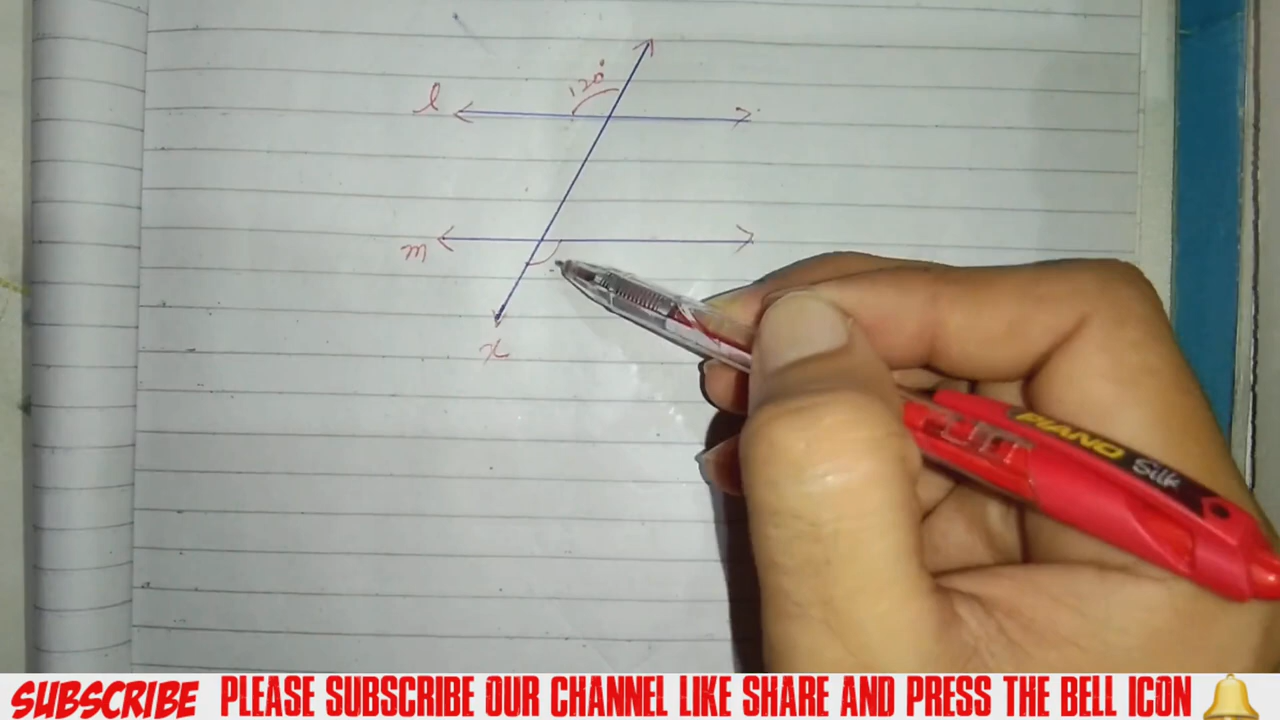 120°
l
m
x
PIANO Silk
SUBSCRIBE PLEASE SUBSCRIBE OUR CHANNEL LIKE SHARE AND PRESS THE BELL ICON